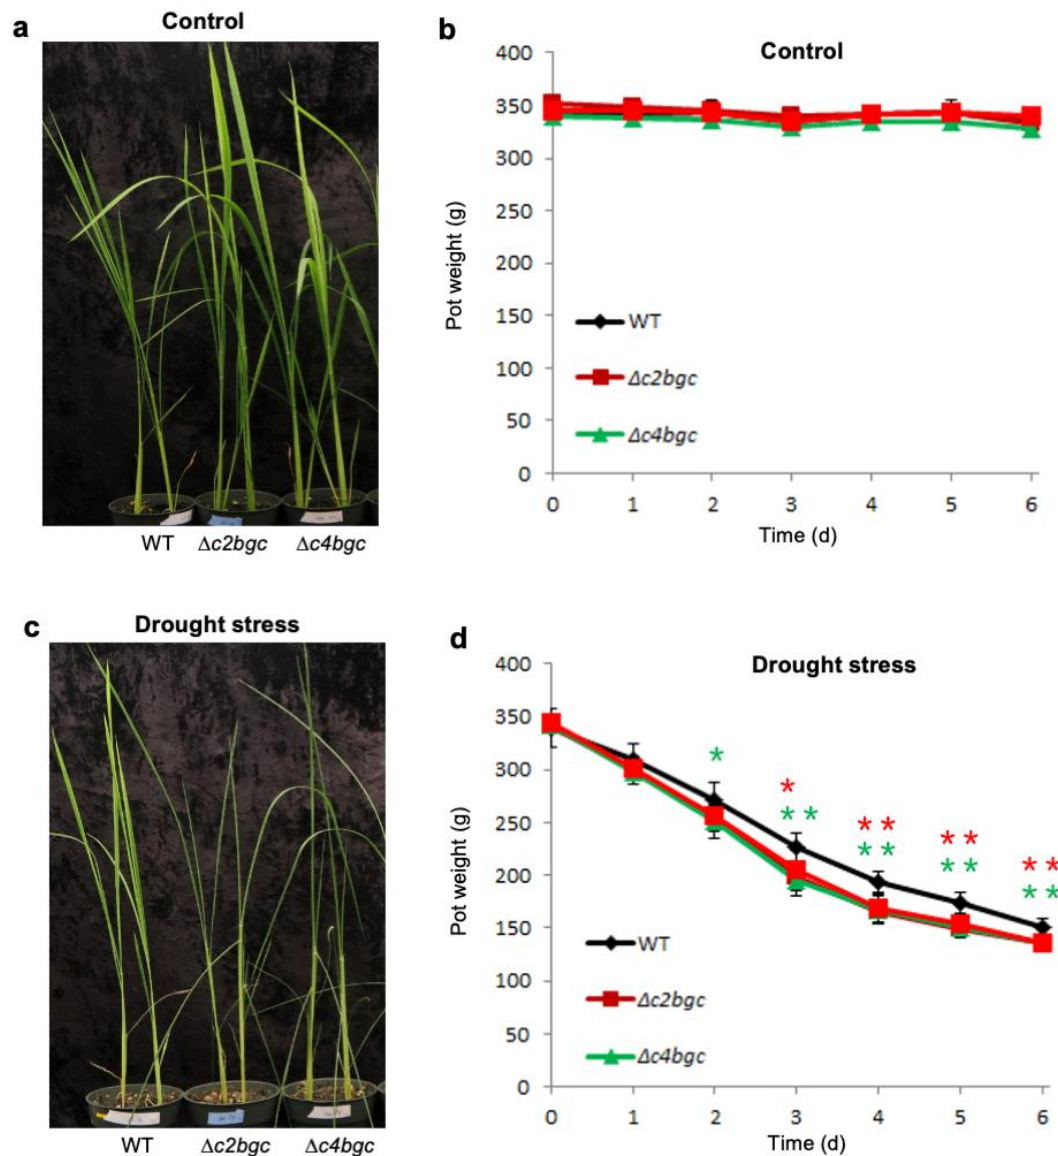 a
Control
WT Δc2bgc Δc4bgc
b
Control
Pot weight (g)
400
350
300
250
200
150
100
50
0
WT
Δc2bgc
Δc4bgc
0 1 2 3 4 5 6
Time (d)
c
Drought stress
WT Δc2bgc Δc4bgc
d
Drought stress
Pot weight (g)
400
350
300
250
200
150
100
50
0
*
*
* *
* *
* *
* *
* *
* *
* *
WT
Δc2bgc
Δc4bgc
0 1 2 3 4 5 6
Time (d)